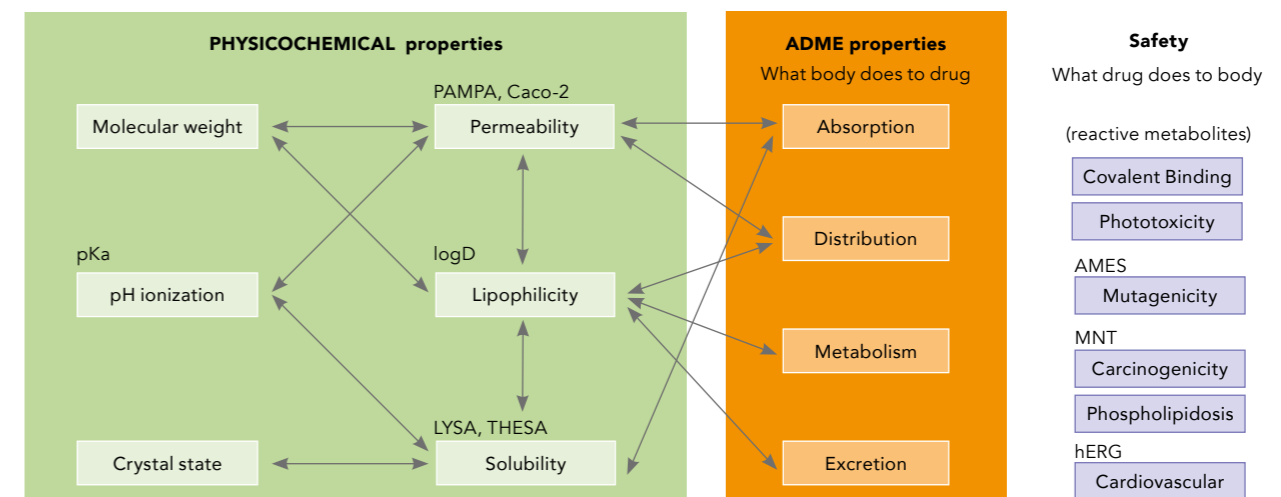 PHYSICOCHEMICAL properties
PAMPA, Caco-2
Molecular weight
Permeability
pKa
logD
pH ionization
Lipophilicity
LYSA, THESA
Crystal state
Solubility
ADME properties
What body does to drug
Absorption
Distribution
Metabolism
Excretion
Safety
What drug does to body
(reactive metabolites)
Covalent Binding
Phototoxicity
AMES
Mutagenicity
MNT
Carcinogenicity
Phospholipidosis
hERG
Cardiovascular